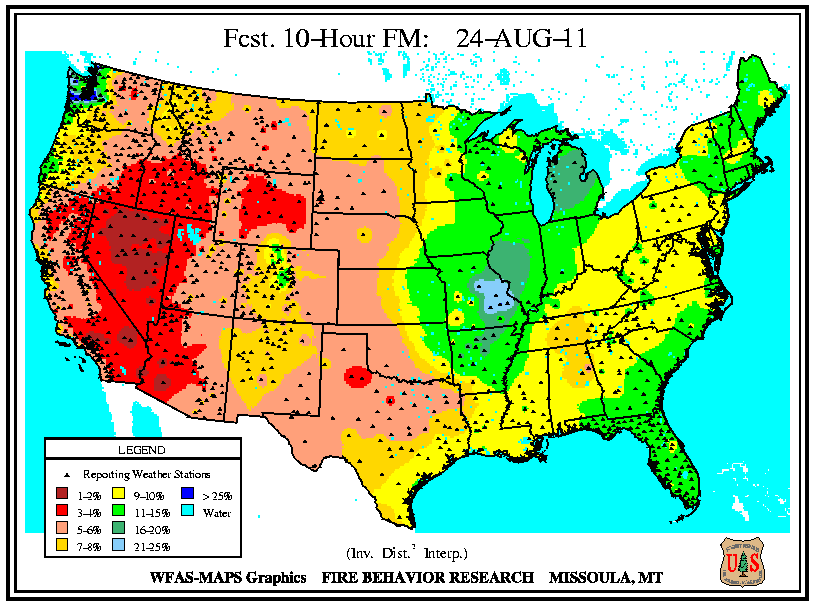 Fcst. 10-Hour FM: 24-AUG-11
LEGEND
Reporting Weather Stations
1-2% 9-10% > 25%
3-4% 11-15% Water
5-6% 16-20%
7-8% 21-25%
(Inv. Dist.² Interp.)
WFAS-MAPS Graphics FIRE BEHAVIOR RESEARCH MISSOULA, MT
U S